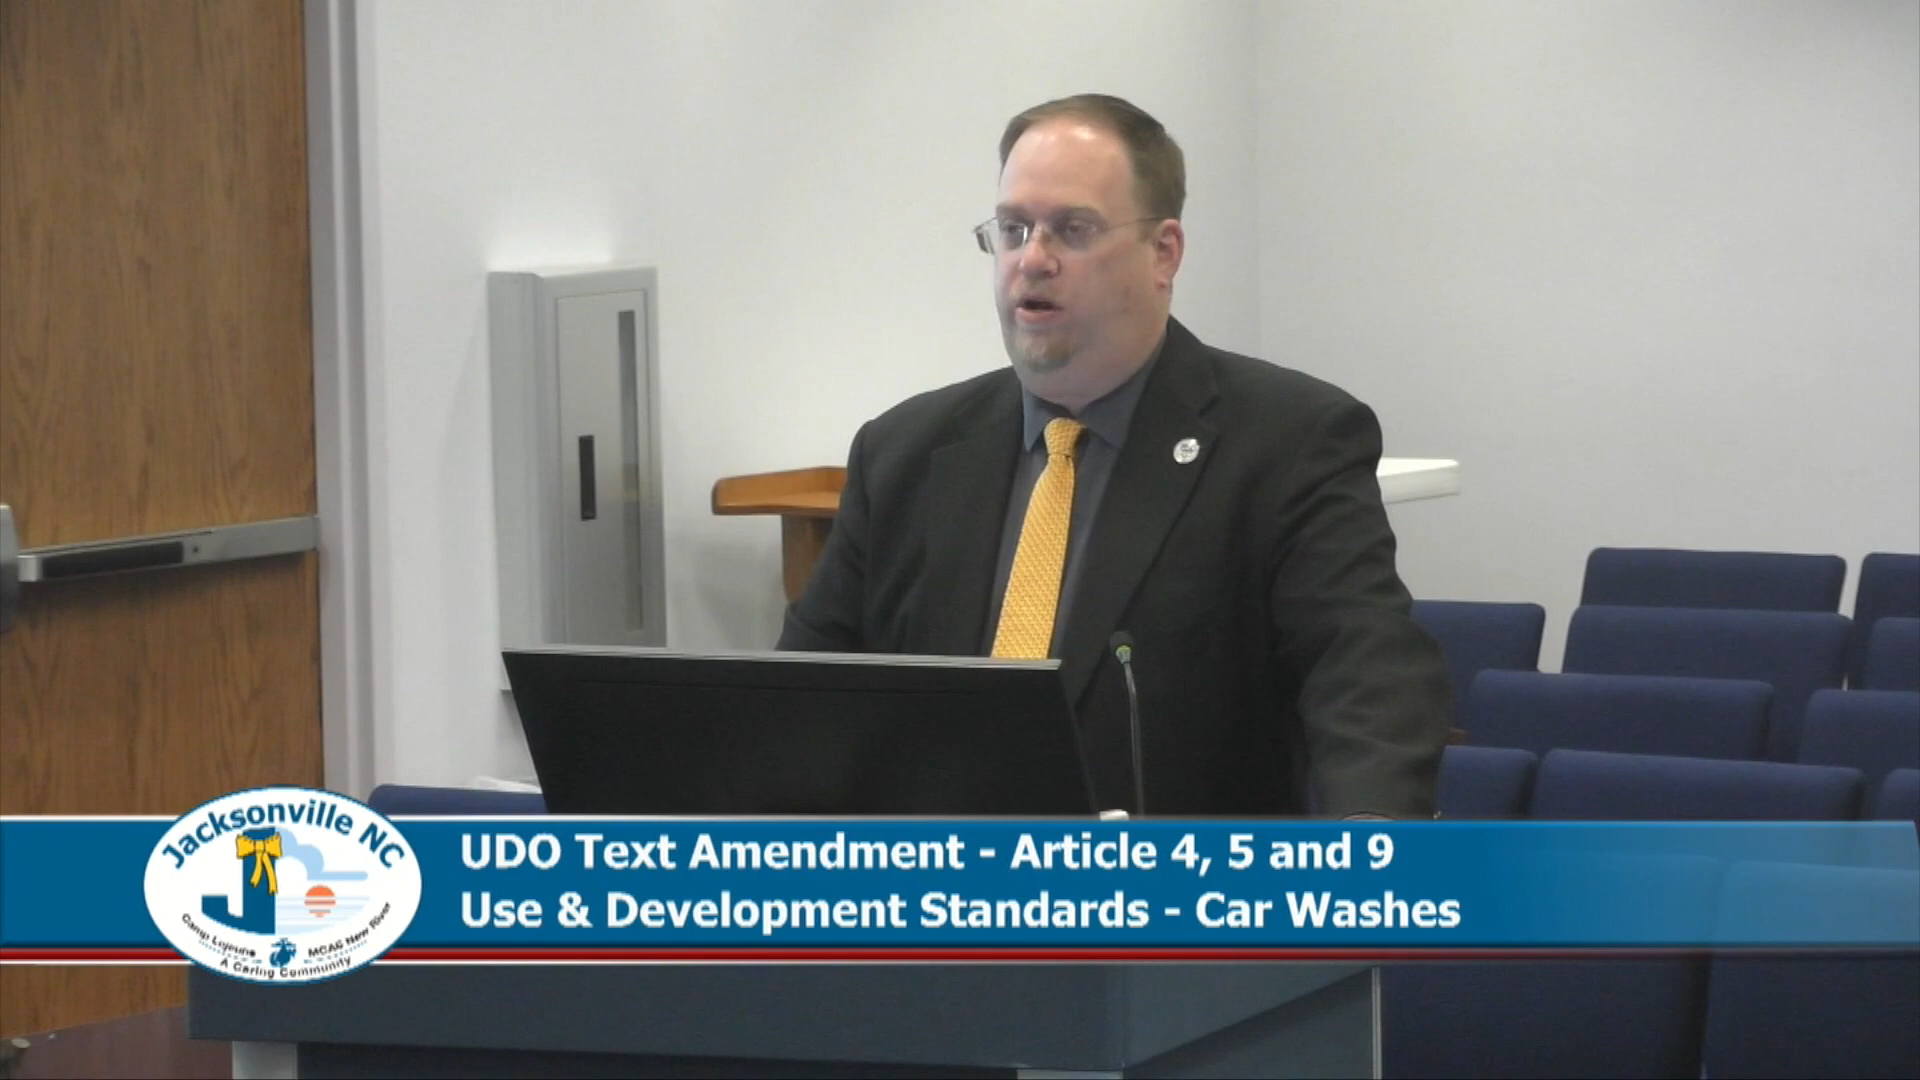 Jacksonville NC
UDO Text Amendment - Article 4, 5 and 9
Use & Development Standards - Car Washes
J
Camp Lejeune
MCAS New River
A Caring Community